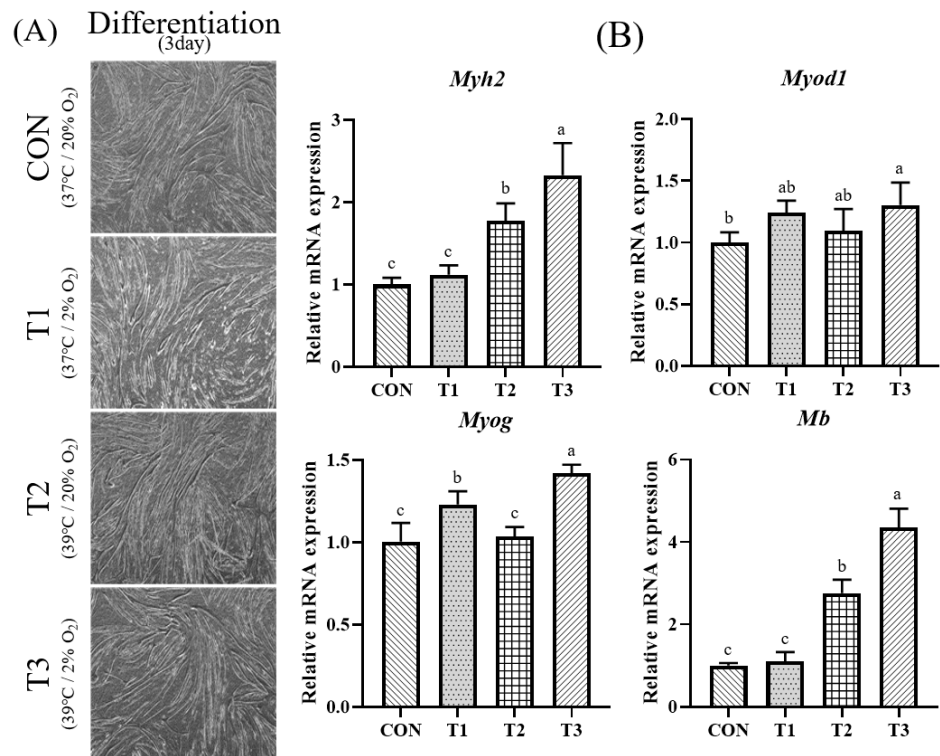 (A)
Differentiation
(3day)
CON
(37℃ / 20% O₂)
T1
(37℃ / 2% O₂)
T2
(39℃ / 20% O₂)
T3
(39℃ / 2% O₂)
(B)
Myh2
Relative mRNA expression
3
2
1
0
c
c
b
a
CON T1 T2 T3
Myod1
Relative mRNA expression
2.0
1.5
1.0
0.5
0.0
b
ab
ab
a
CON T1 T2 T3
Myog
Relative mRNA expression
1.5
1.0
0.5
0.0
c
b
c
a
CON T1 T2 T3
Mb
Relative mRNA expression
6
4
2
0
c
c
b
a
CON T1 T2 T3